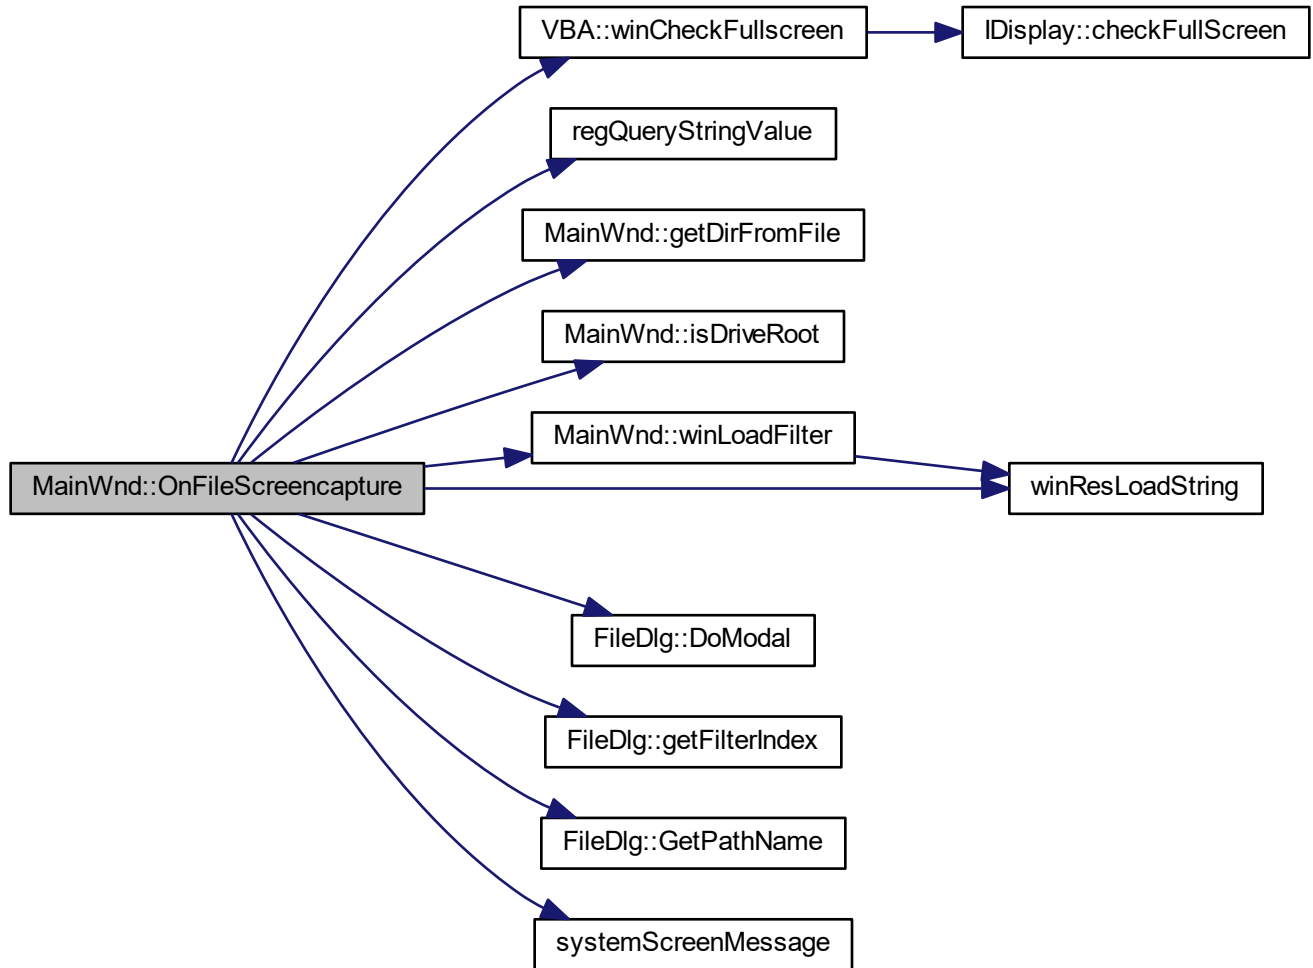 VBA::winCheckFullscreen
IDisplay::checkFullScreen
regQueryStringValue
MainWnd::getDirFromFile
MainWnd::isDriveRoot
MainWnd::winLoadFilter
MainWnd::OnFileScreencapture
winResLoadString
FileDlg::DoModal
FileDlg::getFilterIndex
FileDlg::GetPathName
systemScreenMessage